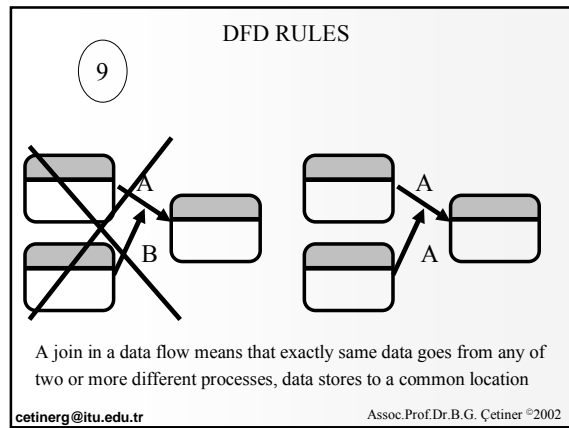 DFD RULES
9
A
B
A
A
A join in a data flow means that exactly same data goes from any of
two or more different processes, data stores to a common location
cetinerg@itu.edu.tr
Assoc.Prof.Dr.B.G. Çetiner ©2002